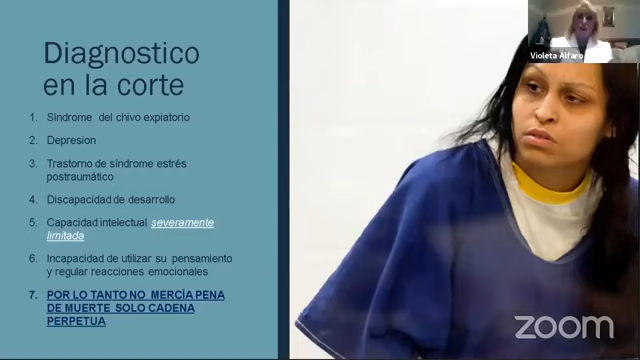 Violeta Alfaro
Diagnostico
en la corte
1. Síndrome del chivo expiatorio
2. Depresion
3. Trastorno de síndrome estrés
postraumático
4. Discapacidad de desarrollo
5. Capacidad intelectual severamente
limitada
6. Incapacidad de utilizar su pensamiento
y regular reacciones emocionales
7. POR LO TANTO NO MERCÍA PENA
DE MUERTE SOLO CADENA
PERPETUA
zoom